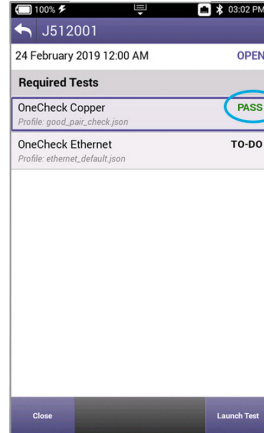 100% 03:02 PM
J512001
24 February 2019 12:00 AM OPEN
Required Tests
OneCheck Copper PASS
Profile: good_pair_check.json
OneCheck Ethernet TO-DO
Profile: ethernet_default.json
Close Launch Test